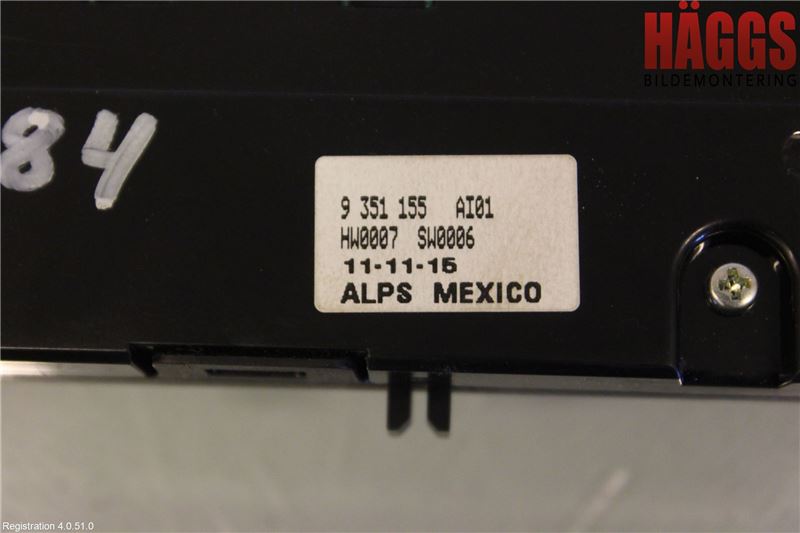 HÄGGS
BILDEMONTERING
84
9 351 155 AI01
HW0007 SW0006
11-11-15
ALPS MEXICO
Registration 4.0.51.0